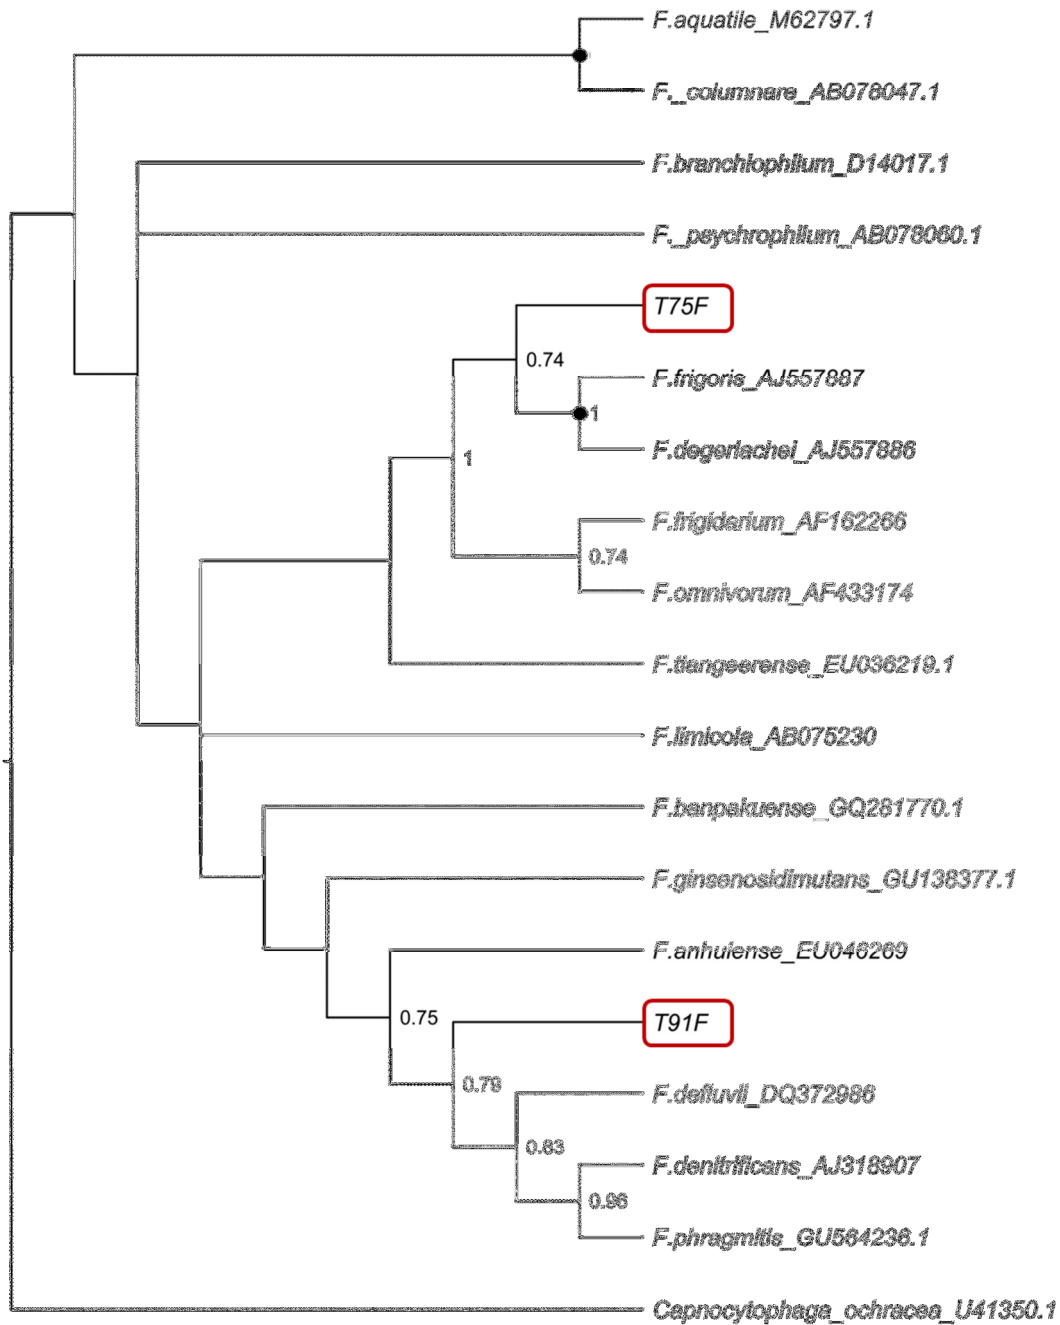 F.aquatile_M62797.1
F._columnare_AB078047.1
F.branchiophilum_D14017.1
F._psychrophilum_AB078060.1
T75F
0.74
F.frigoris_AJ557887
1
F.degerlachei_AJ557886
1
F.frigidarium_AF162266
0.74
F.omnivorum_AF433174
F.tiangeerense_EU036219.1
F.limicola_AB075230
F.banpakuense_GQ281770.1
F.ginsenosidimutans_GU138377.1
F.anhuiense_EU046269
0.75
T91F
0.79
F.defluvii_DQ372986
0.83
F.denitrificans_AJ318907
0.96
F.phragmitis_GU564236.1
Capnocytophaga_ochracea_U41350.1